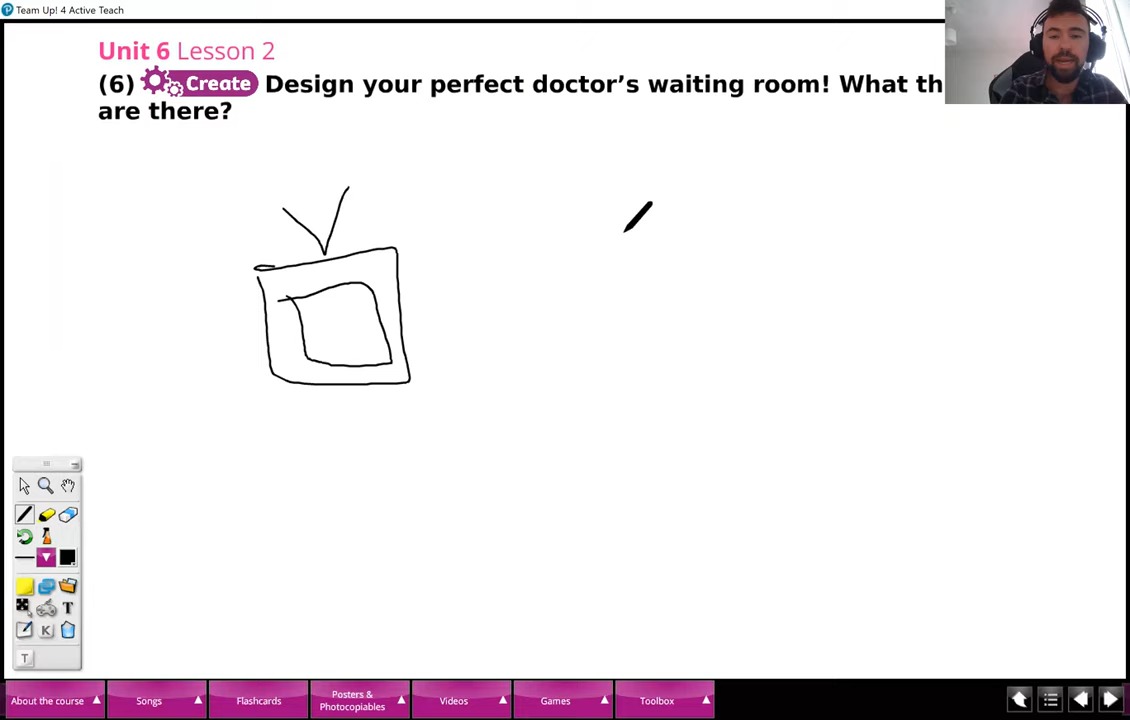 Team Up! 4 Active Teach
Unit 6 Lesson 2
(6) Create Design your perfect doctor's waiting room! What th
are there?
T
K
T
About the course
Songs
Flashcards
Posters &
Photocopiables
Videos
Games
Toolbox